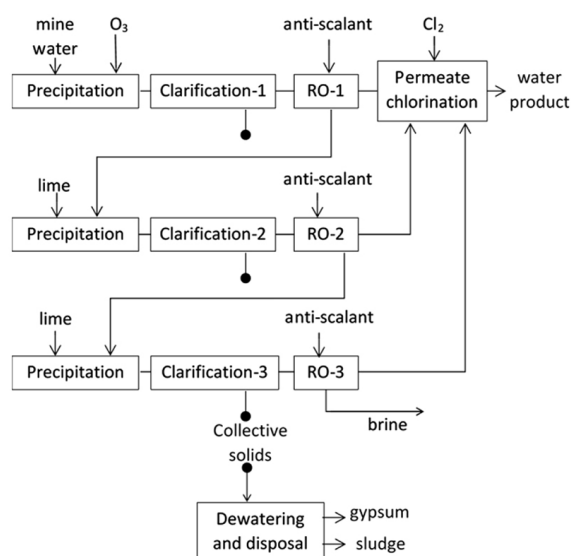 mine
water
O₃
anti-scalant
Cl₂
Precipitation
Clarification-1
RO-1
Permeate
chlorination
water
product
lime
anti-scalant
Precipitation
Clarification-2
RO-2
lime
anti-scalant
Precipitation
Clarification-3
RO-3
brine
Collective
solids
Dewatering
and disposal
gypsum
sludge